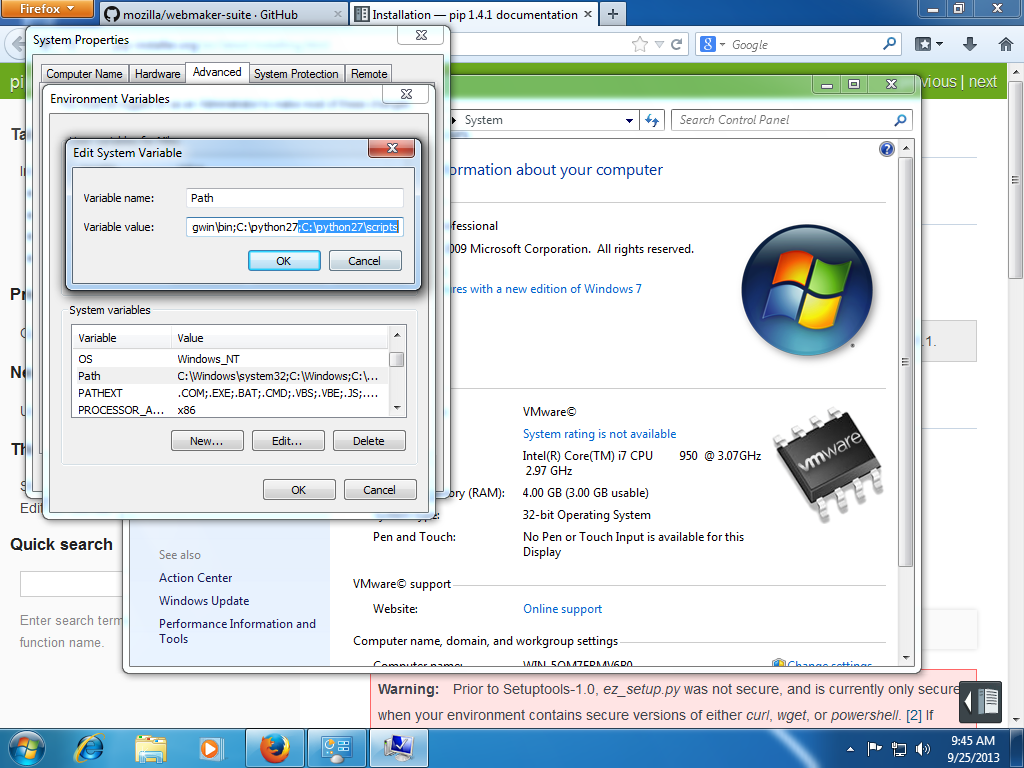 Firefox
mozilla/webmaker-suite · GitHub
Installation — pip 1.4.1 documentation
Google
System Properties
Computer Name
Hardware
Advanced
System Protection
Remote
Environment Variables
Edit System Variable
Variable name:
Path
Variable value:
gwin\bin;C:\python27;C:\python27\scripts
OK
Cancel
System variables
Variable
Value
OS
Windows_NT
Path
C:\Windows\system32;C:\Windows;C:\...
PATHEXT
.COM;.EXE;.BAT;.CMD;.VBS;.VBE;.JS;....
PROCESSOR_A...
x86
New...
Edit...
Delete
OK
Cancel
vious | next
System
Search Control Panel
ormation about your computer
fessional
009 Microsoft Corporation. All rights reserved.
res with a new edition of Windows 7
VMware©
System rating is not available
Intel(R) Core(TM) i7 CPU 950 @ 3.07GHz
2.97 GHz
ory (RAM):
4.00 GB (3.00 GB usable)
32-bit Operating System
Pen and Touch:
No Pen or Touch Input is available for this
Display
vmware
VMware© support
Website:
Online support
Computer name, domain, and workgroup settings
Computer name:
Change settings
See also
Action Center
Windows Update
Performance Information and
Tools
pi
Ta
Edit
Quick search
Enter search term
function name.
.1.
Warning: Prior to Setuptools-1.0, ez_setup.py was not secure, and is currently only secure
when your environment contains secure versions of either curl, wget, or powershell. [2] If
9:45 AM
9/25/2013